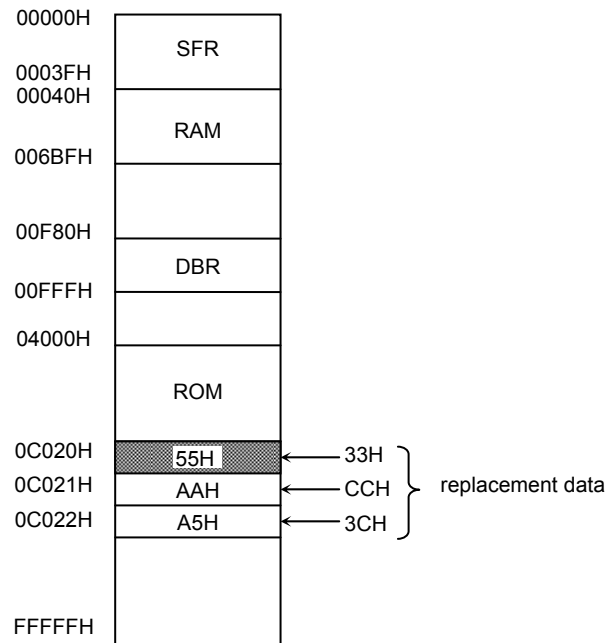 00000H
SFR
0003FH
00040H
RAM
006BFH
00F80H
DBR
00FFFH
04000H
ROM
0C020H 55H 33H
0C021H AAH CCH replacement data
0C022H A5H 3CH
FFFFFH